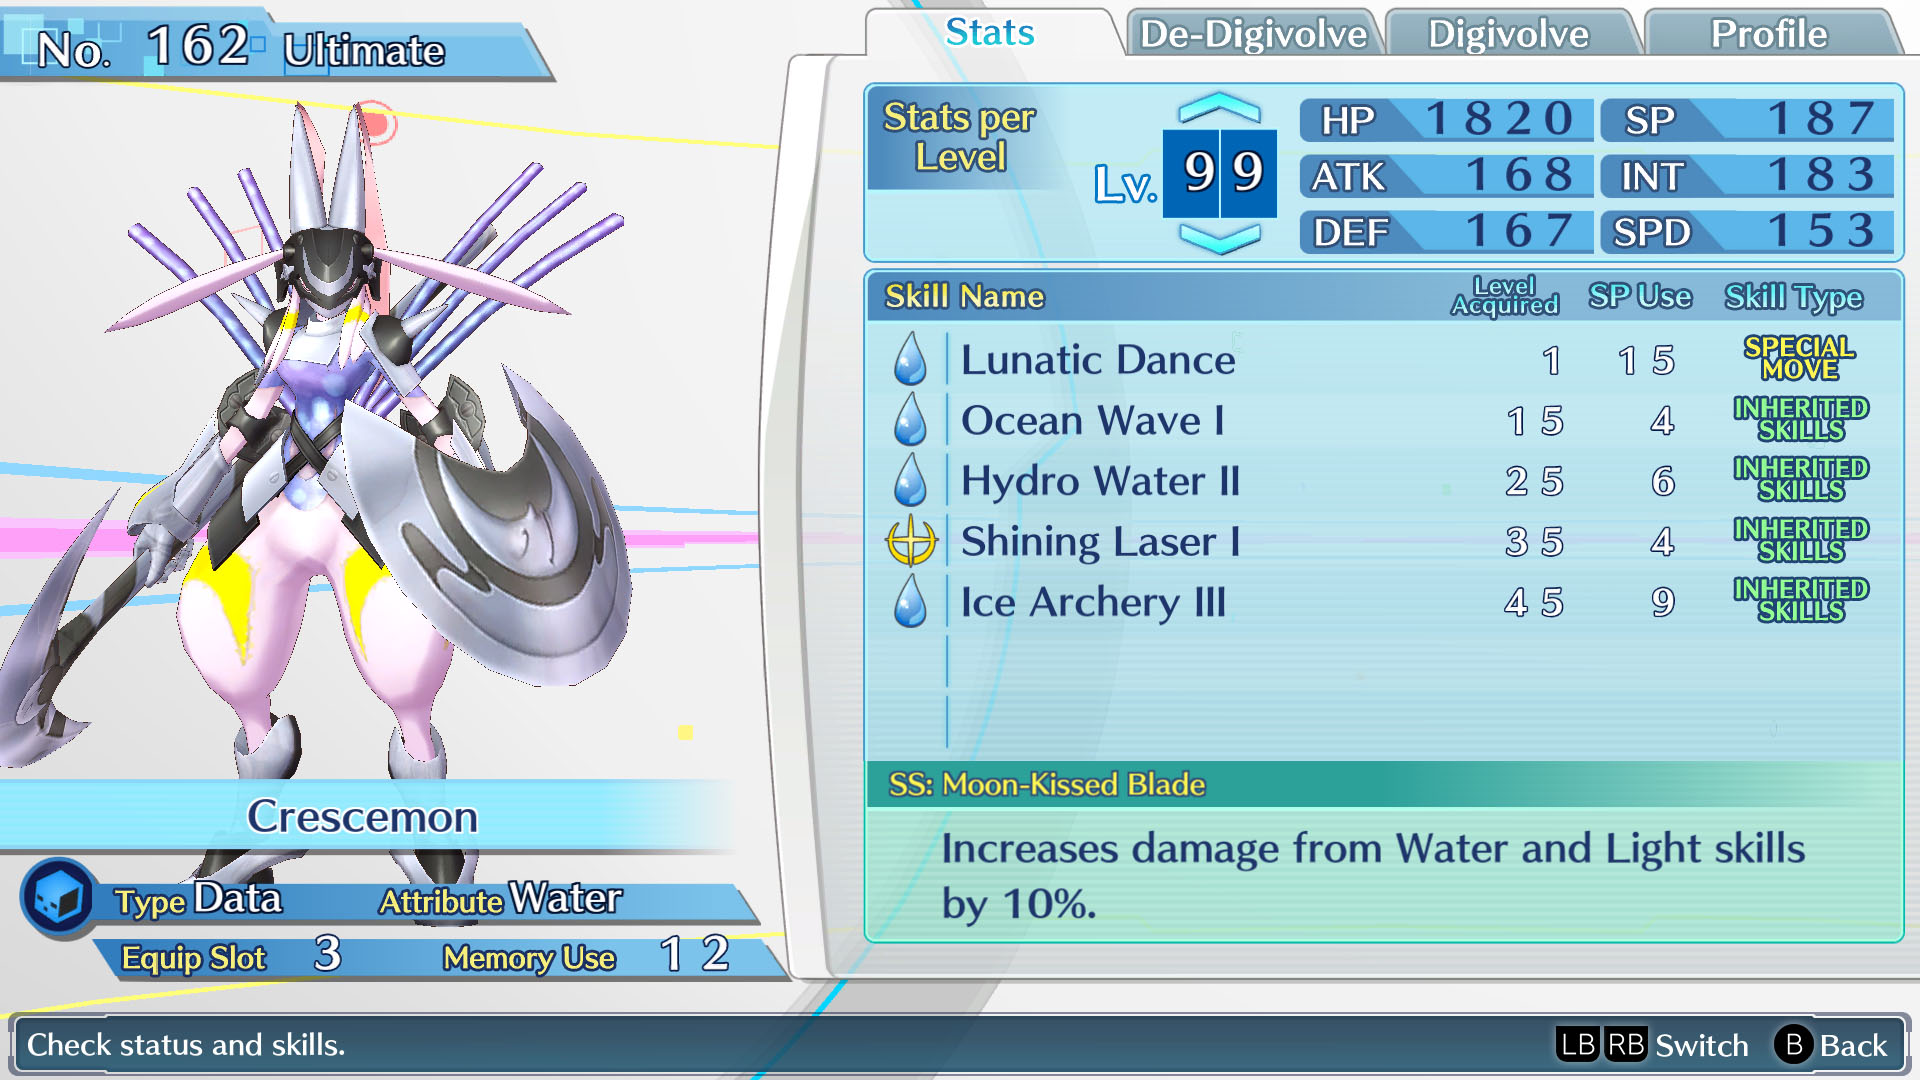 No. 162 Ultimate
Stats
De-Digivolve
Digivolve
Profile
Stats per
Level
Lv. 99
HP 1820
SP 187
ATK 168
INT 183
DEF 167
SPD 153
Skill Name
Level
Acquired
SP Use
Skill Type
Lunatic Dance 1 15 SPECIAL
MOVE
Ocean Wave I 15 4 INHERITED
SKILLS
Hydro Water II 25 6 INHERITED
SKILLS
Shining Laser I 35 4 INHERITED
SKILLS
Ice Archery III 45 9 INHERITED
SKILLS
SS: Moon-Kissed Blade
Increases damage from Water and Light skills
by 10%.
Crescemon
Type Data Attribute Water
Equip Slot 3 Memory Use 12
Check status and skills.
LB RB Switch B Back